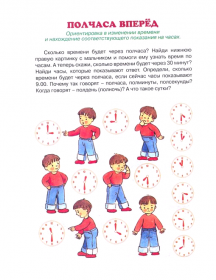 ПОЛЧАСА ВПЕРЁД
Ориентировка в изменении времени
и нахождение соответствующего показания на часах
Сколько времени будет через полчаса? Найди нижнюю
правую картинку с мальчиком и помоги ему узнать время по
часам. А теперь скажи, сколько времени будет через 30 минут?
Найди часы, которые показывают ответ. Определи, сколько
времени будет через полчаса, если сейчас часы показывают
Почему так говорят – полчаса, полминуты, полсекунды?
Когда говорят – полдень (полночь)? А что такое сутки?